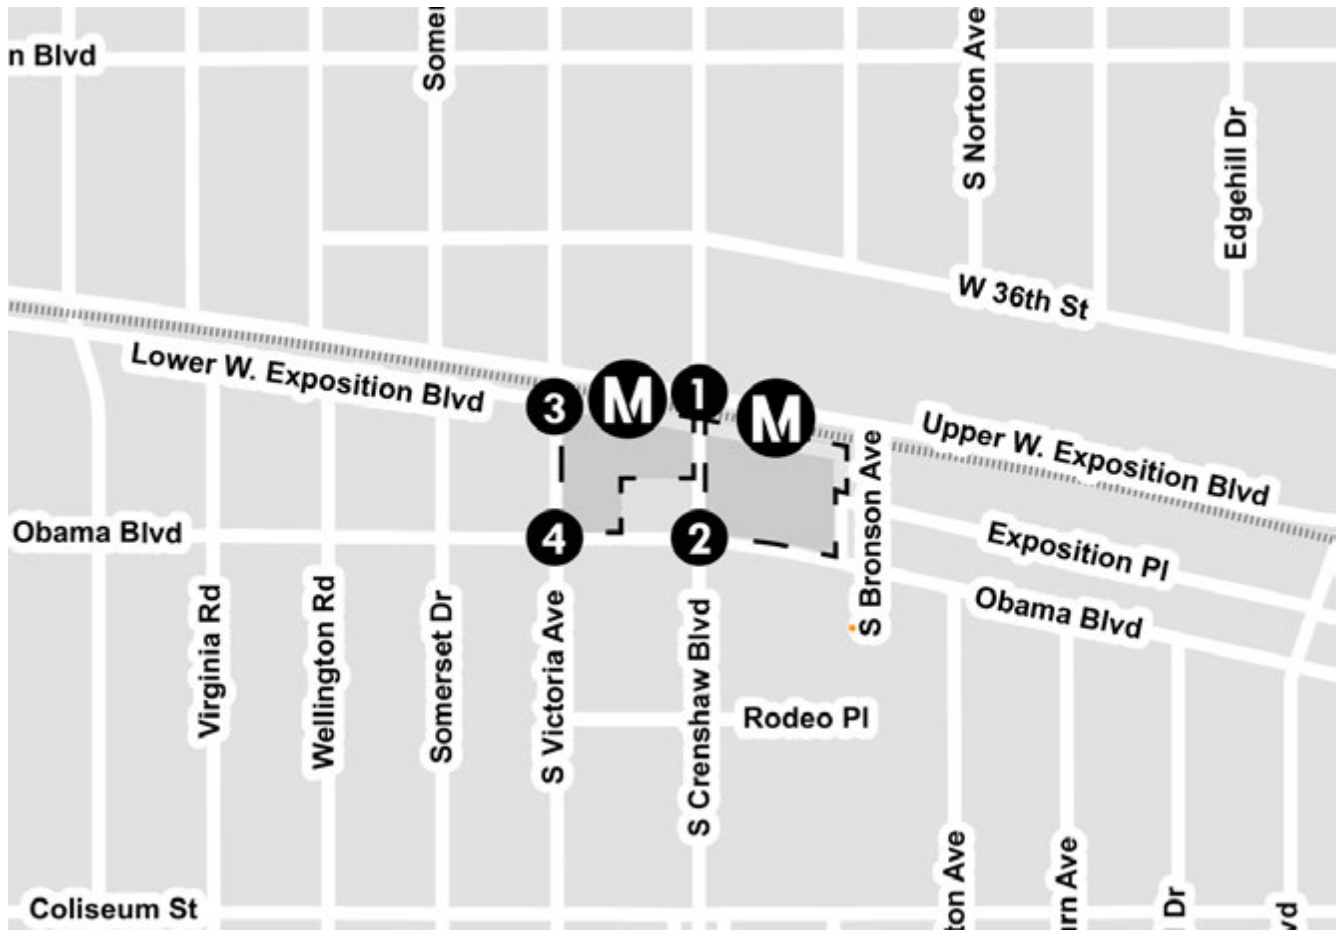 n Blvd
Somer
S Norton Ave
Edgehill Dr
W 36th St
Lower W. Exposition Blvd
3
M
1
M
Upper W. Exposition Blvd
S Bronson Ave
Obama Blvd
4
2
Exposition Pl
Obama Blvd
Virginia Rd
Wellington Rd
Somerset Dr
S Victoria Ave
S Crenshaw Blvd
Rodeo Pl
Coliseum St
ton Ave
urn Ave
Dr
vd